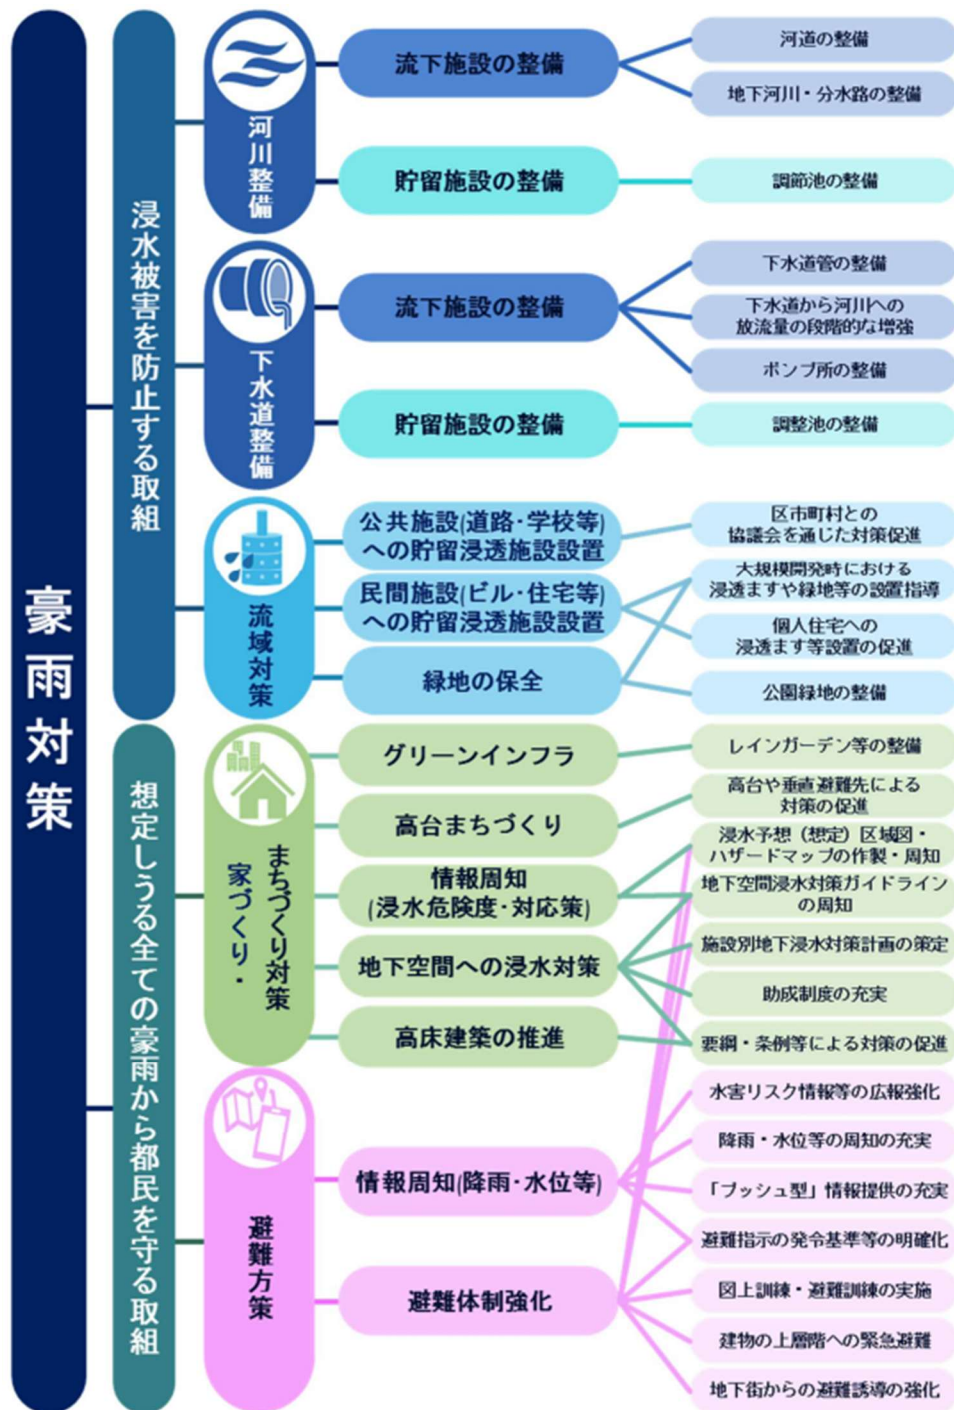 豪雨対策
浸水被害を防止する取組
河川整備
流下施設の整備
河道の整備
地下河川・分水路の整備
貯留施設の整備
調節池の整備
下水道整備
流下施設の整備
下水道管の整備
下水道から河川への
放流量の段階的な増強
ポンプ所の整備
貯留施設の整備
調整池の整備
流域対策
公共施設(道路・学校等)
への貯留浸透施設設置
区市町村との
協議会を通じた対策促進
民間施設(ビル・住宅等)
への貯留浸透施設設置
大規模開発時における
浸透ますや緑地等の設置指導
個人住宅への
浸透ます等設置の促進
緑地の保全
公園緑地の整備
想定しうる全ての豪雨から都民を守る取組
家づくり・
まちづくり対策
グリーンインフラ
レインガーデン等の整備
高台まちづくり
高台や垂直避難先による
対策の促進
情報周知
(浸水危険度・対応策)
浸水予想（想定）区域図・
ハザードマップの作製・周知
地下空間浸水対策ガイドライン
の周知
地下空間への浸水対策
施設別地下浸水対策計画の策定
助成制度の充実
高床建築の推進
要綱・条例等による対策の促進
避難方策
情報周知(降雨・水位等)
水害リスク情報等の広報強化
降雨・水位等の周知の充実
「プッシュ型」情報提供の充実
避難指示の発令基準等の明確化
避難体制強化
図上訓練・避難訓練の実施
建物の上層階への緊急避難
地下街からの避難誘導の強化